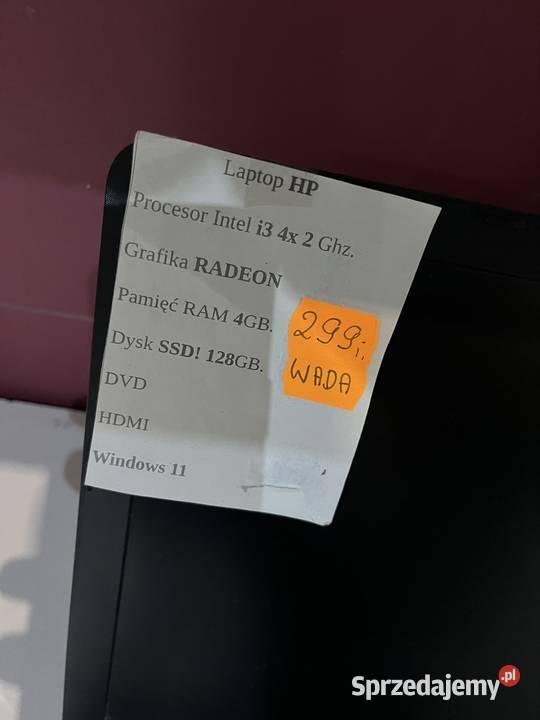 Laptop HP
Procesor Intel i3 4x 2 Ghz.
Grafika RADEON
Pamięć RAM 4GB.
Dysk SSD! 128GB.
DVD
HDMI
Windows 11
299,-
WADA
Sprzedajemy.pl